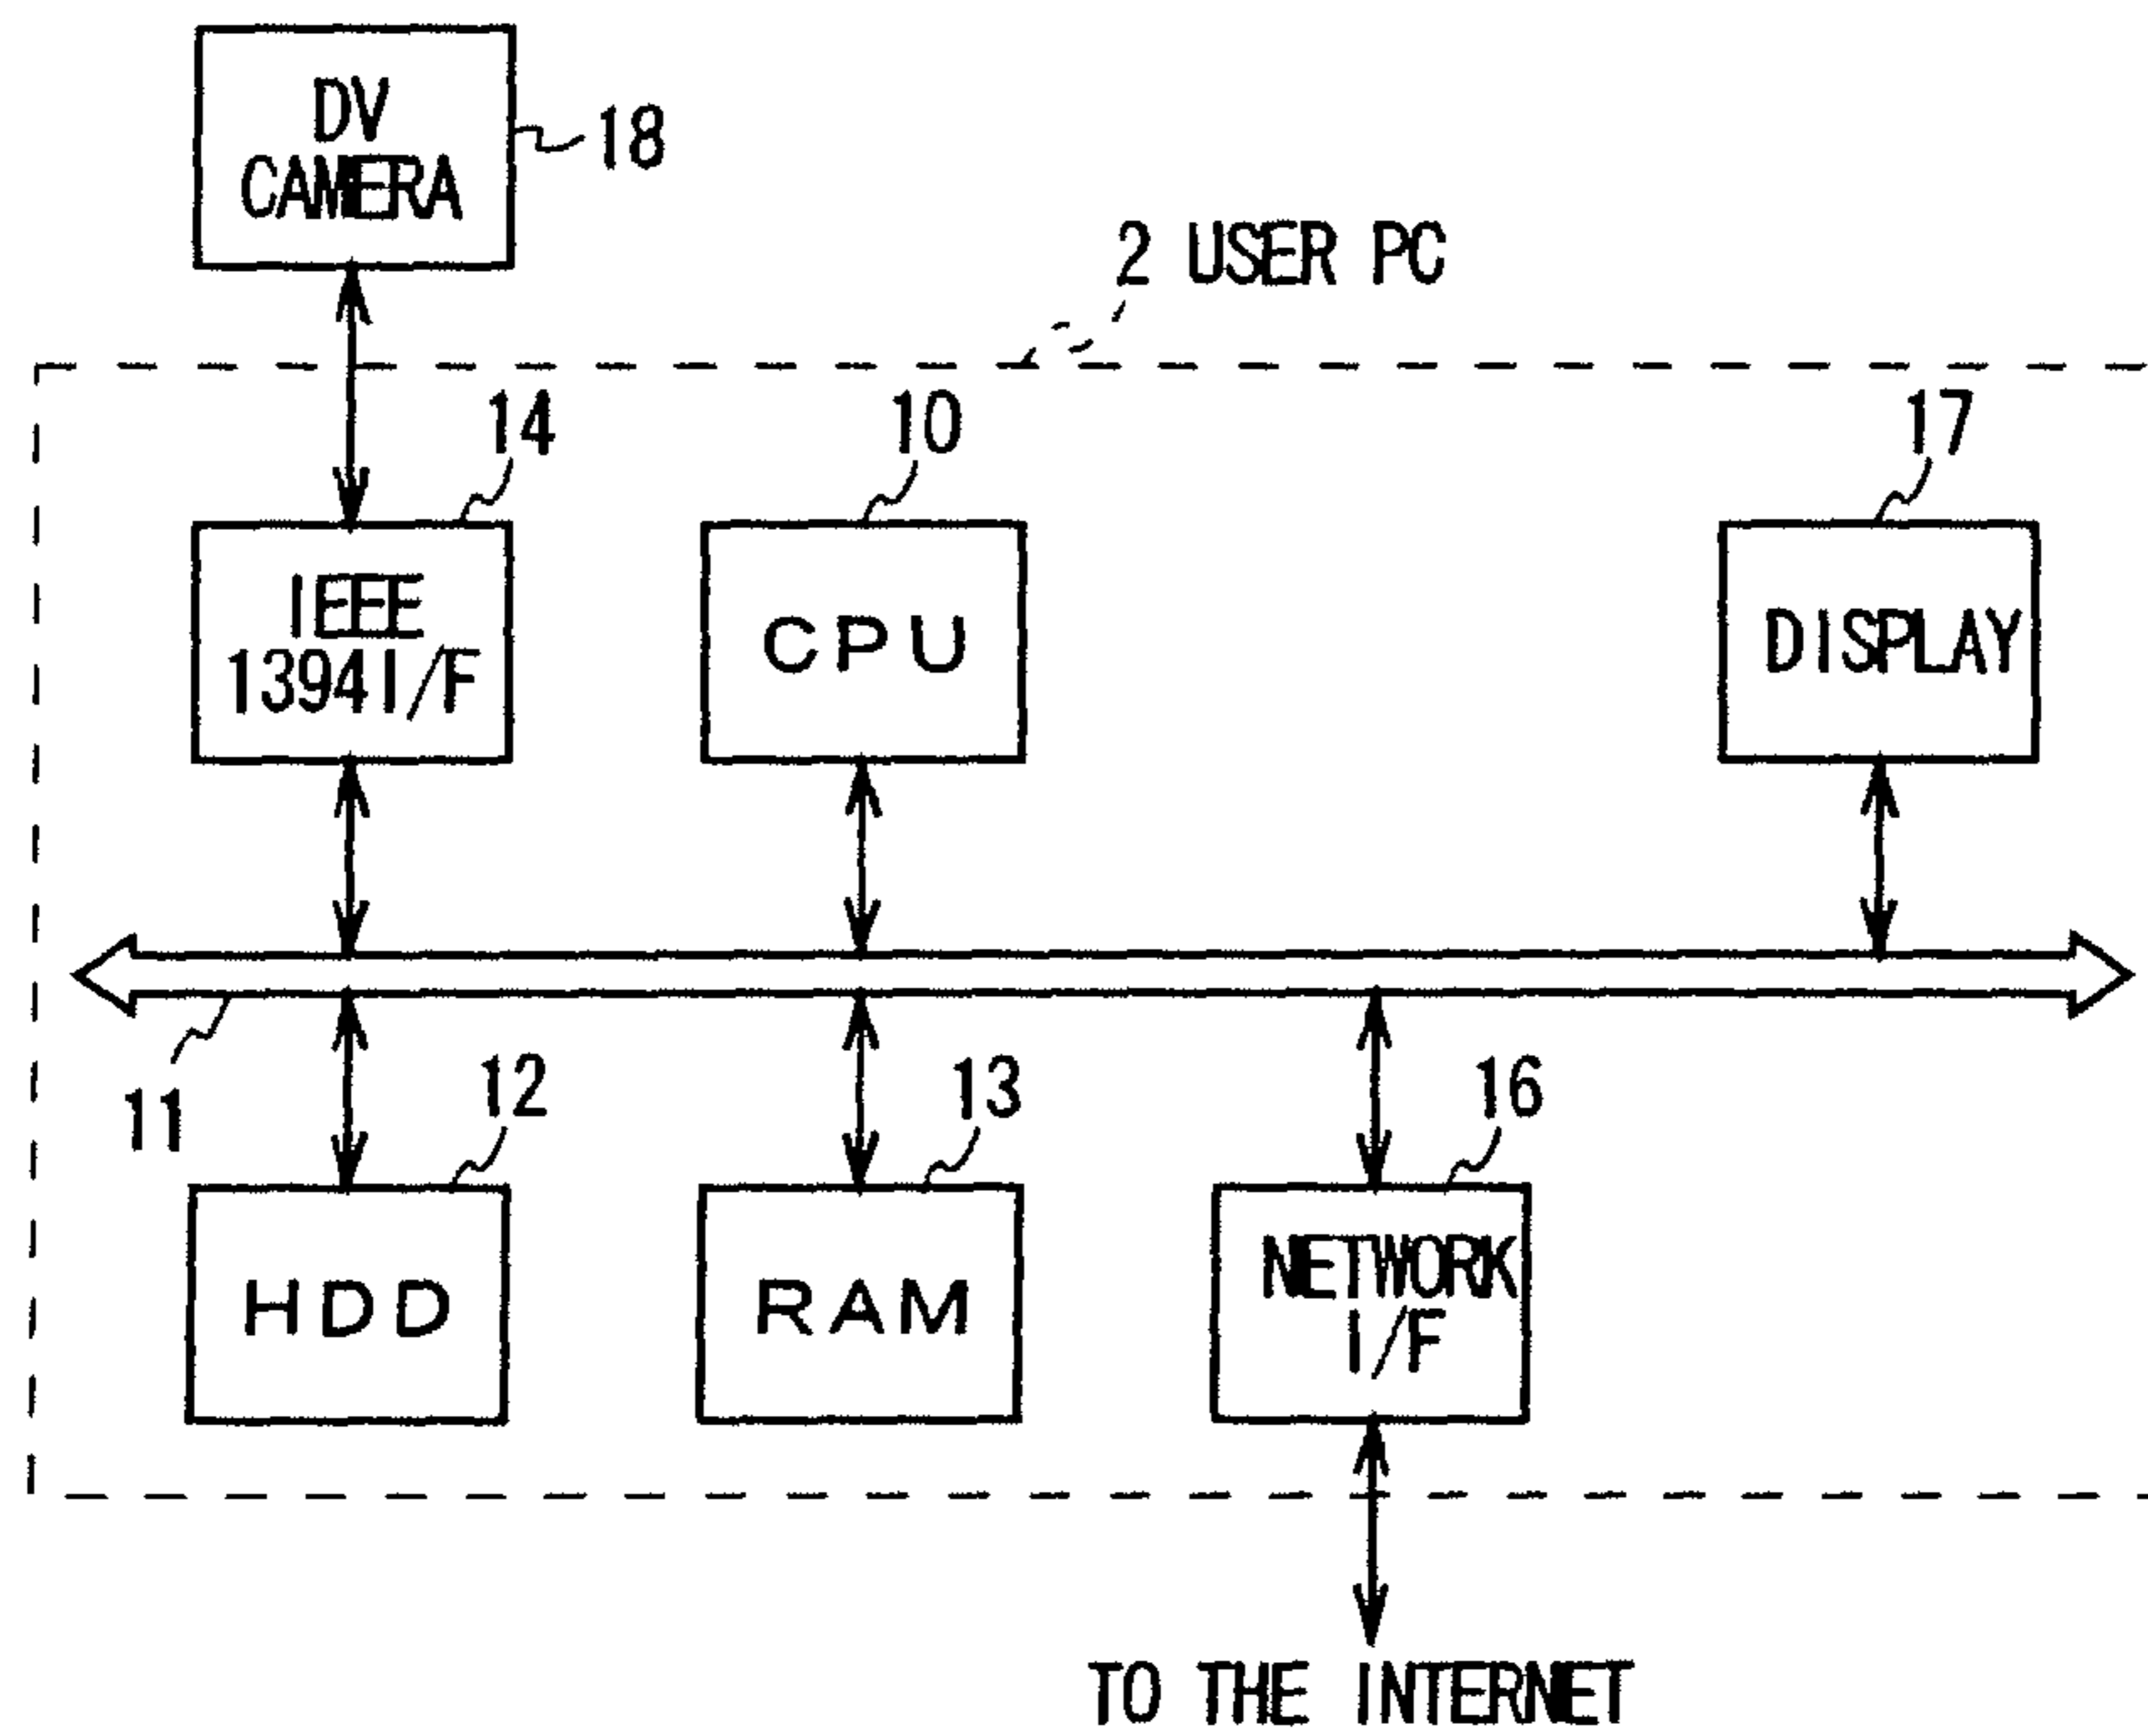 DV
CAMERA
18
2 USER PC
14
10
17
IEEE
1394I/F
CPU
DISPLAY
11
12
13
16
HDD
RAM
NETWORK
I/F
TO THE INTERNET